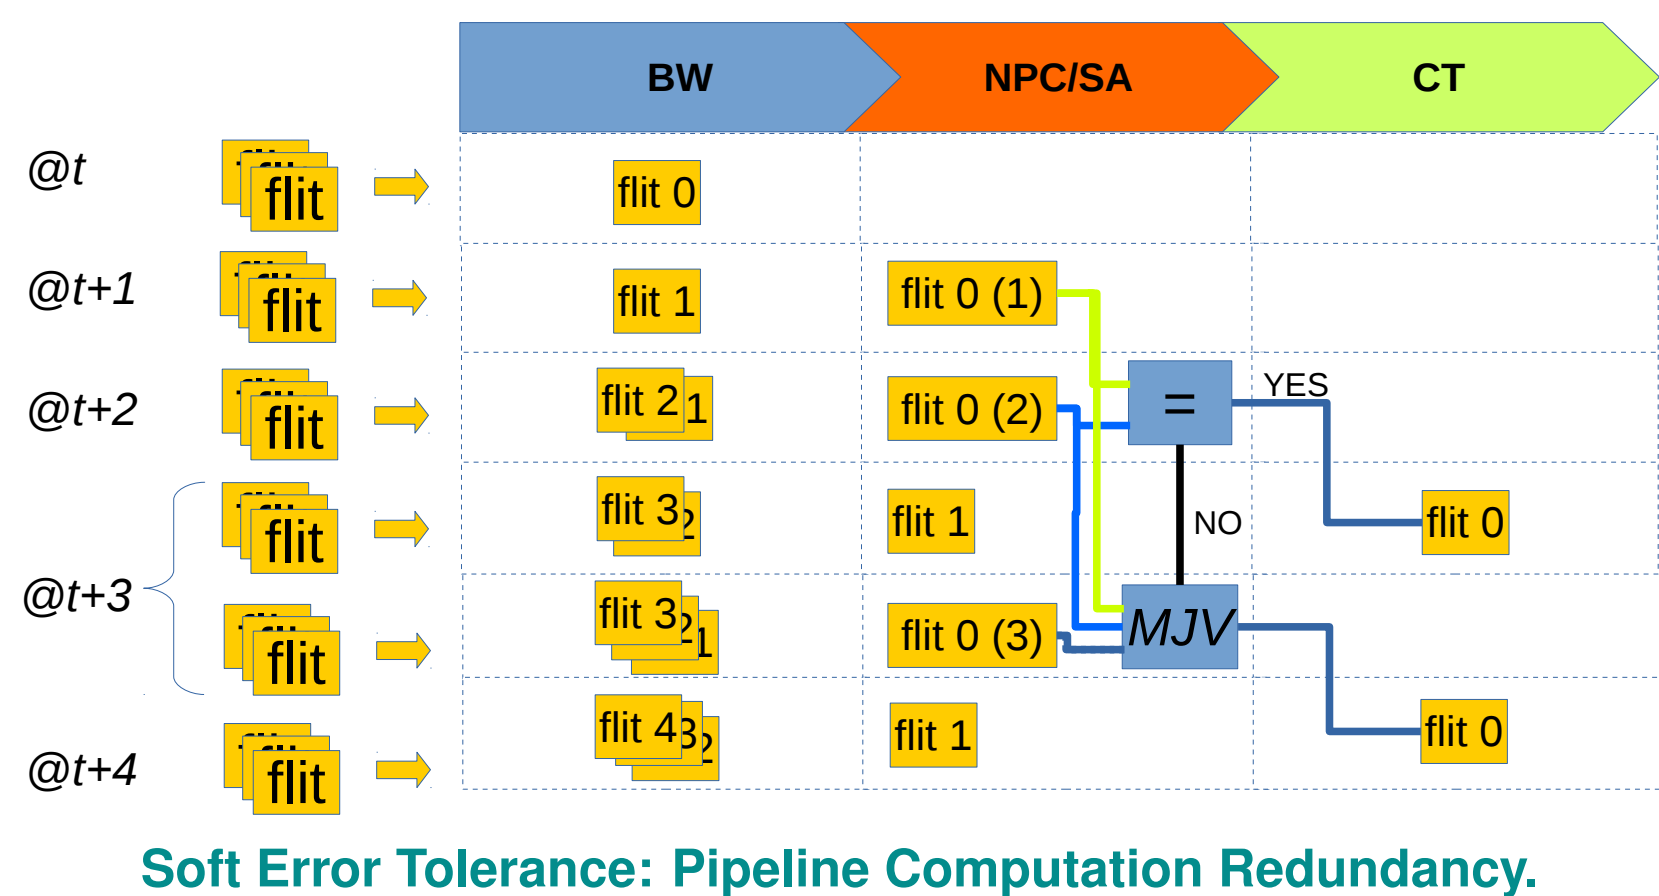 BW NPC/SA CT
@t flit flit 0
@t+1 flit flit 1 flit 0 (1)
@t+2 flit flit 2 1 flit 0 (2) = YES
flit flit 3 2 flit 1 NO flit 0
@t+3
flit flit 3 2 1 flit 0 (3) MJV
@t+4 flit flit 4 3 2 flit 1 flit 0
Soft Error Tolerance: Pipeline Computation Redundancy.